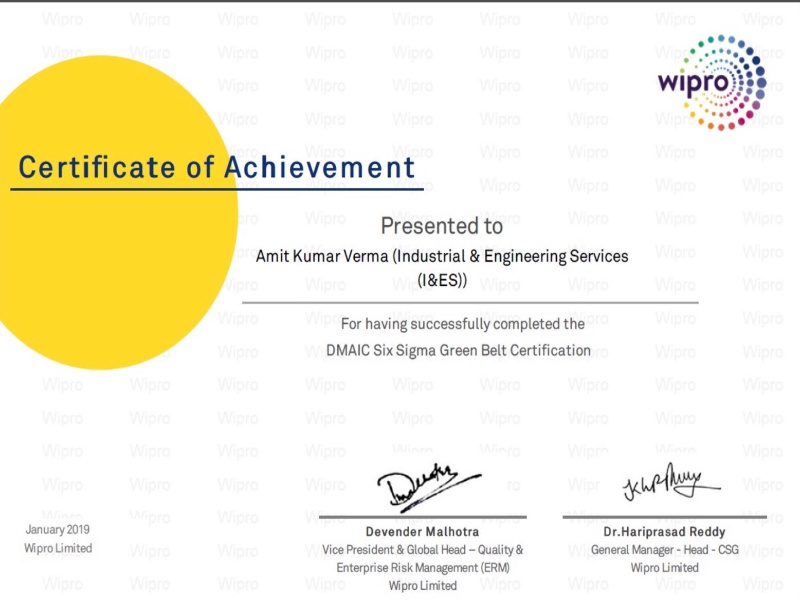 wipro
Certificate of Achievement
Presented to
Amit Kumar Verma (Industrial & Engineering Services
(I&ES))
For having successfully completed the
DMAIC Six Sigma Green Belt Certification
January 2019
Wipro Limited
Devender Malhotra
Vice President & Global Head – Quality &
Enterprise Risk Management (ERM)
Wipro Limited
Dr.Hariprasad Reddy
General Manager - Head - CSG
Wipro Limited